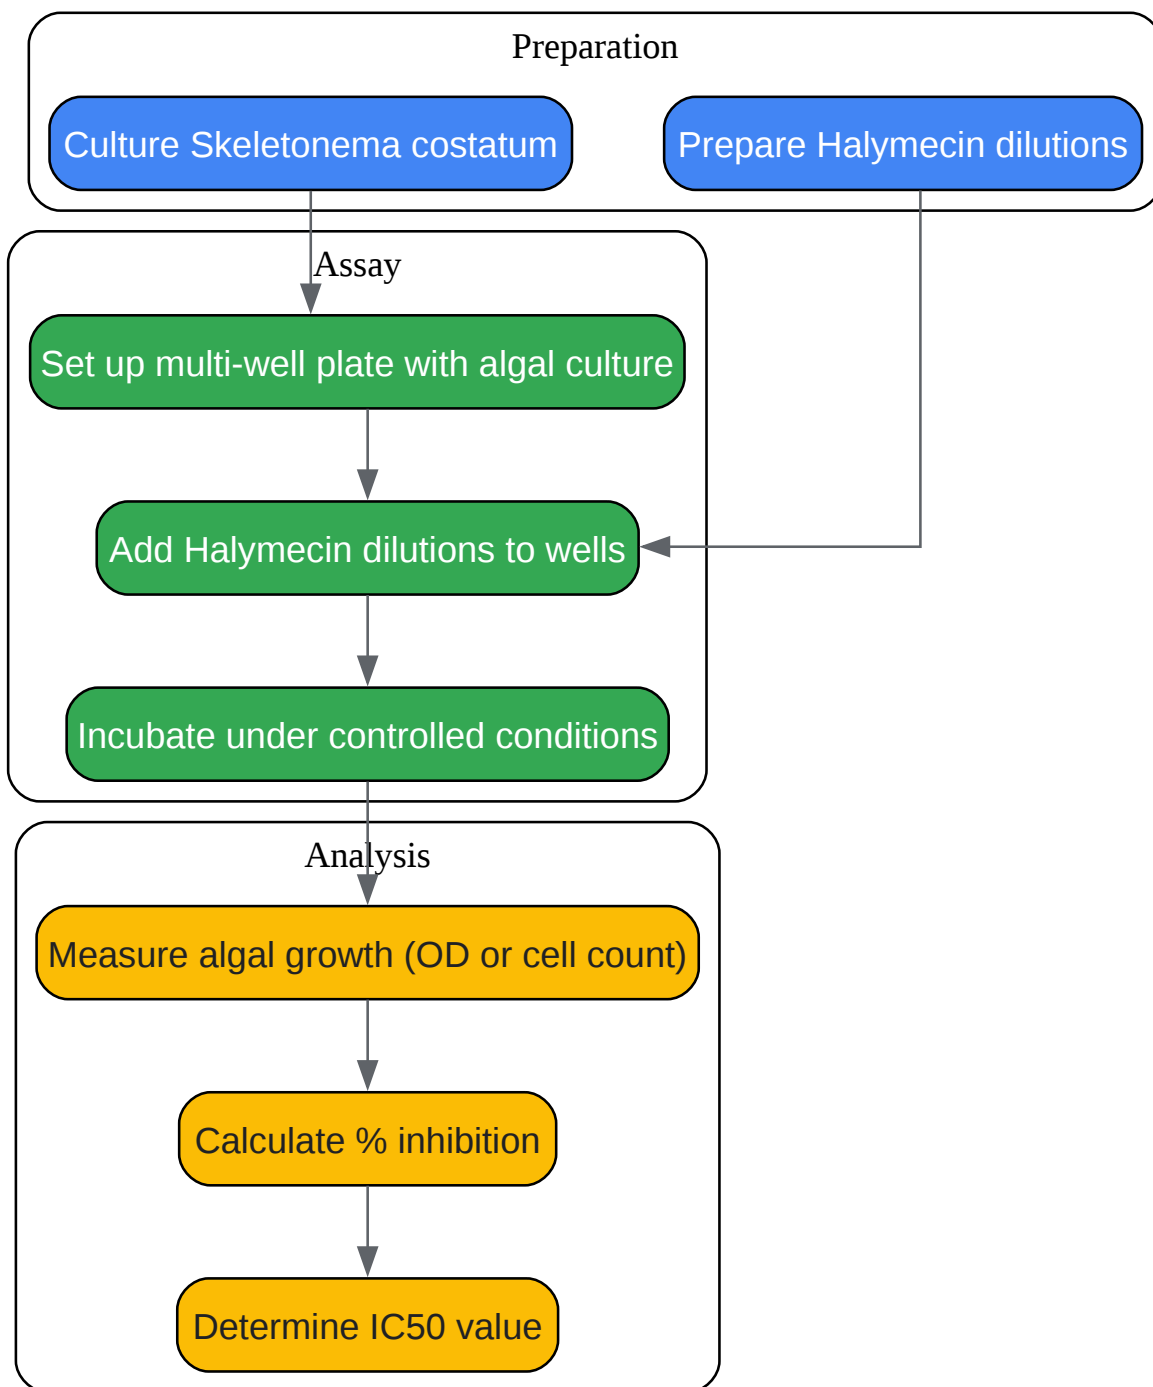 Preparation
Culture Skeletonema costatum
Prepare Halymecin dilutions
Assay
Set up multi-well plate with algal culture
Add Halymecin dilutions to wells
Incubate under controlled conditions
Analysis
Measure algal growth (OD or cell count)
Calculate % inhibition
Determine IC50 value